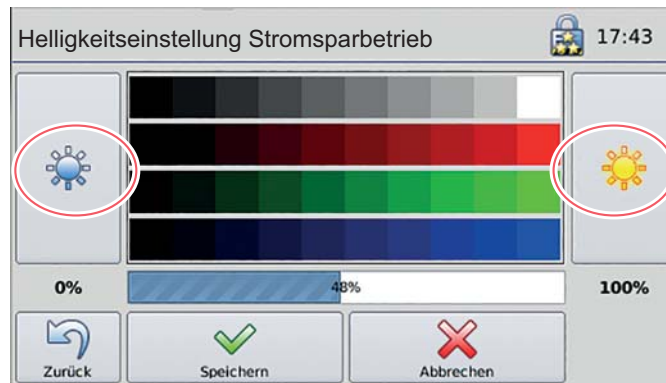 Helligkeitseinstellung Stromsparbetrieb 17:43
0% 48% 100%
Zurück Speichern Abbrechen